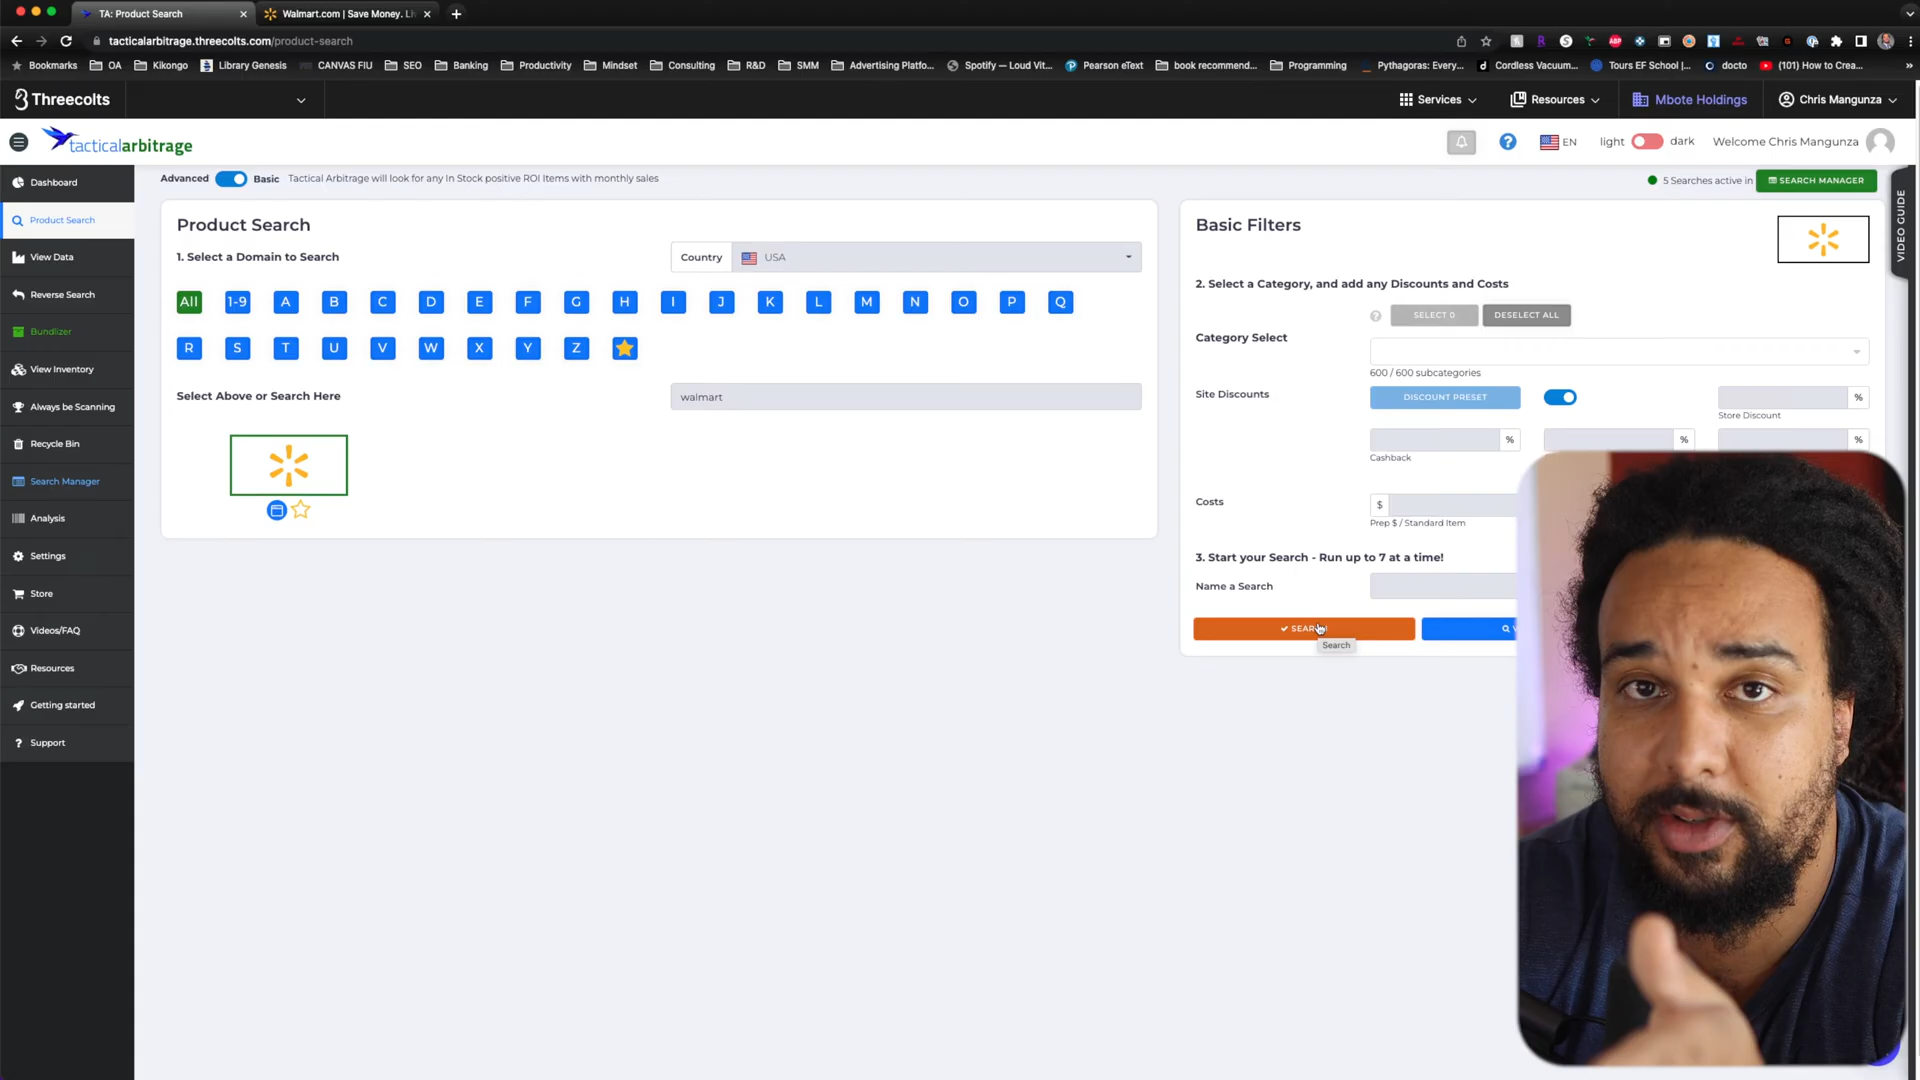 TA: Product Search
Walmart.com | Save Money. Li
tacticalarbitrage.threecolts.com/product-search
Bookmarks OA Kikongo Library Genesis CANVAS FIU SEO Banking Productivity Mindset Consulting R&D SMM Advertising Platfo... Spotify — Loud Vit... Pearson eText book recommend... Programming Pythagoras: Every... Cordless Vacuum... Tours EF School |... docto (101) How to Crea...
Threecolts
Services Resources Mbote Holdings Chris Mangunza
tacticalarbitrage
EN light dark Welcome Chris Mangunza
Advanced Basic Tactical Arbitrage will look for any In Stock positive ROI Items with monthly sales
5 Searches active in SEARCH MANAGER
VIDEO GUIDE
Dashboard
Product Search
View Data
Reverse Search
Bundlizer
View Inventory
Always be Scanning
Recycle Bin
Search Manager
Analysis
Settings
Store
Videos/FAQ
Resources
Getting started
Support
Product Search
1. Select a Domain to Search
Country USA
All 1-9 A B C D E F G H I J K L M N O P Q
R S T U V W X Y Z
Select Above or Search Here
walmart
Basic Filters
2. Select a Category, and add any Discounts and Costs
SELECT 0 DESELECT ALL
Category Select
600 / 600 subcategories
Site Discounts DISCOUNT PRESET %
Store Discount
% % %
Cashback
Costs $
Prep $ / Standard Item
3. Start your Search - Run up to 7 at a time!
Name a Search
Search